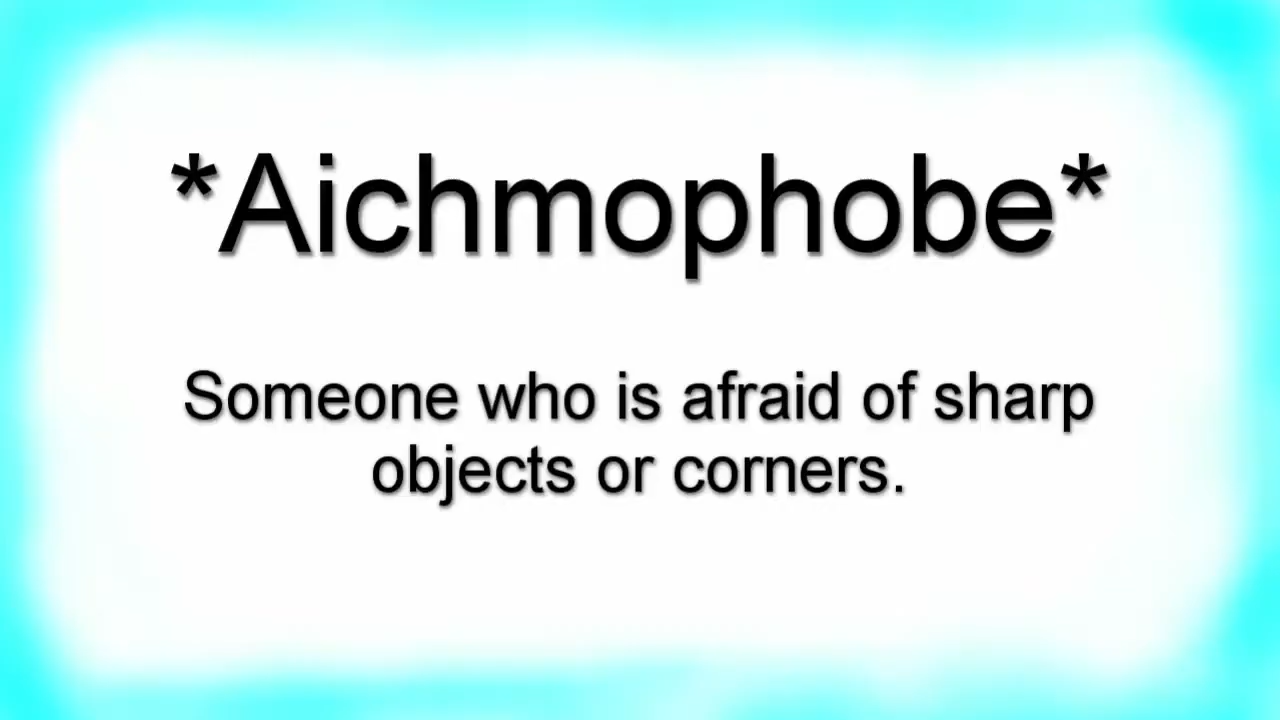 *Aichmophobe*
Someone who is afraid of sharp
objects or corners.